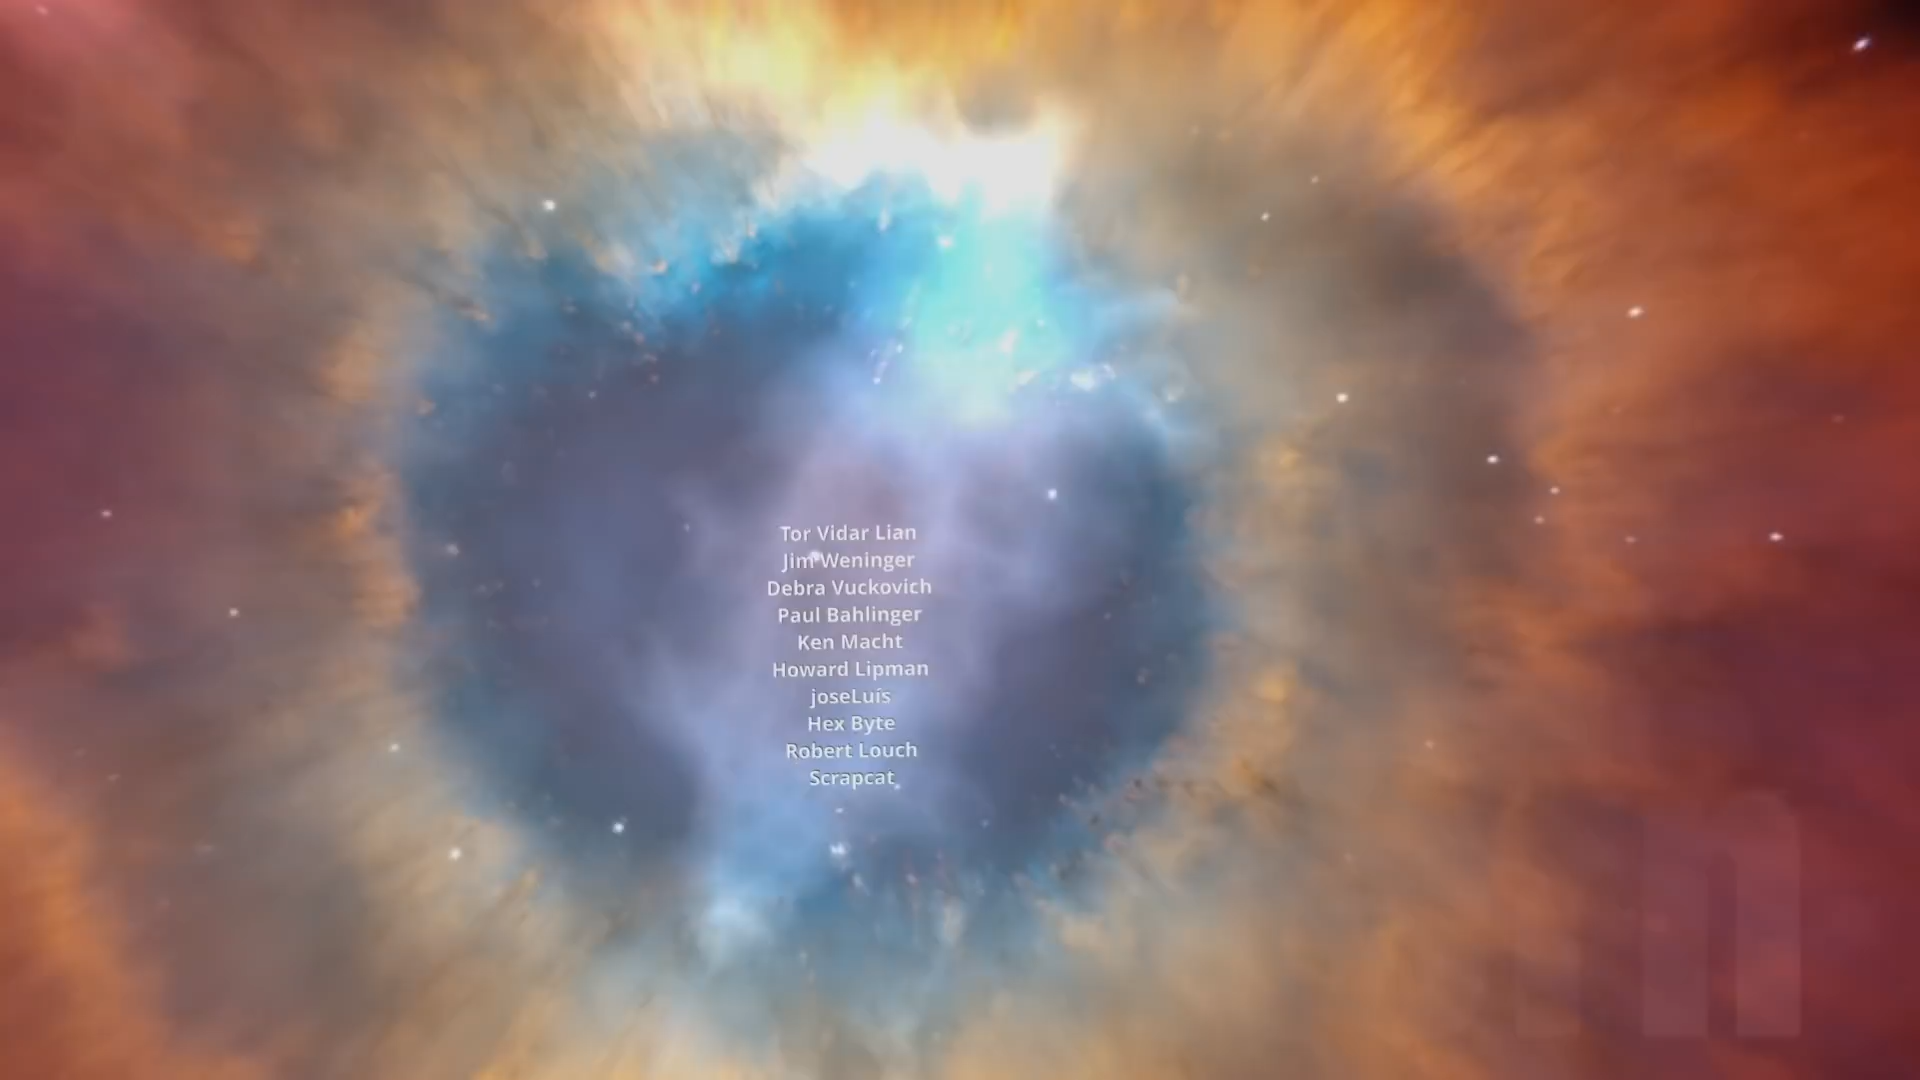 Tor Vidar Lian
Jim Weninger
Debra Vuckovich
Paul Bahlinger
Ken Macht
Howard Lipman
joseLuís
Hex Byte
Robert Louch
Scrapcat